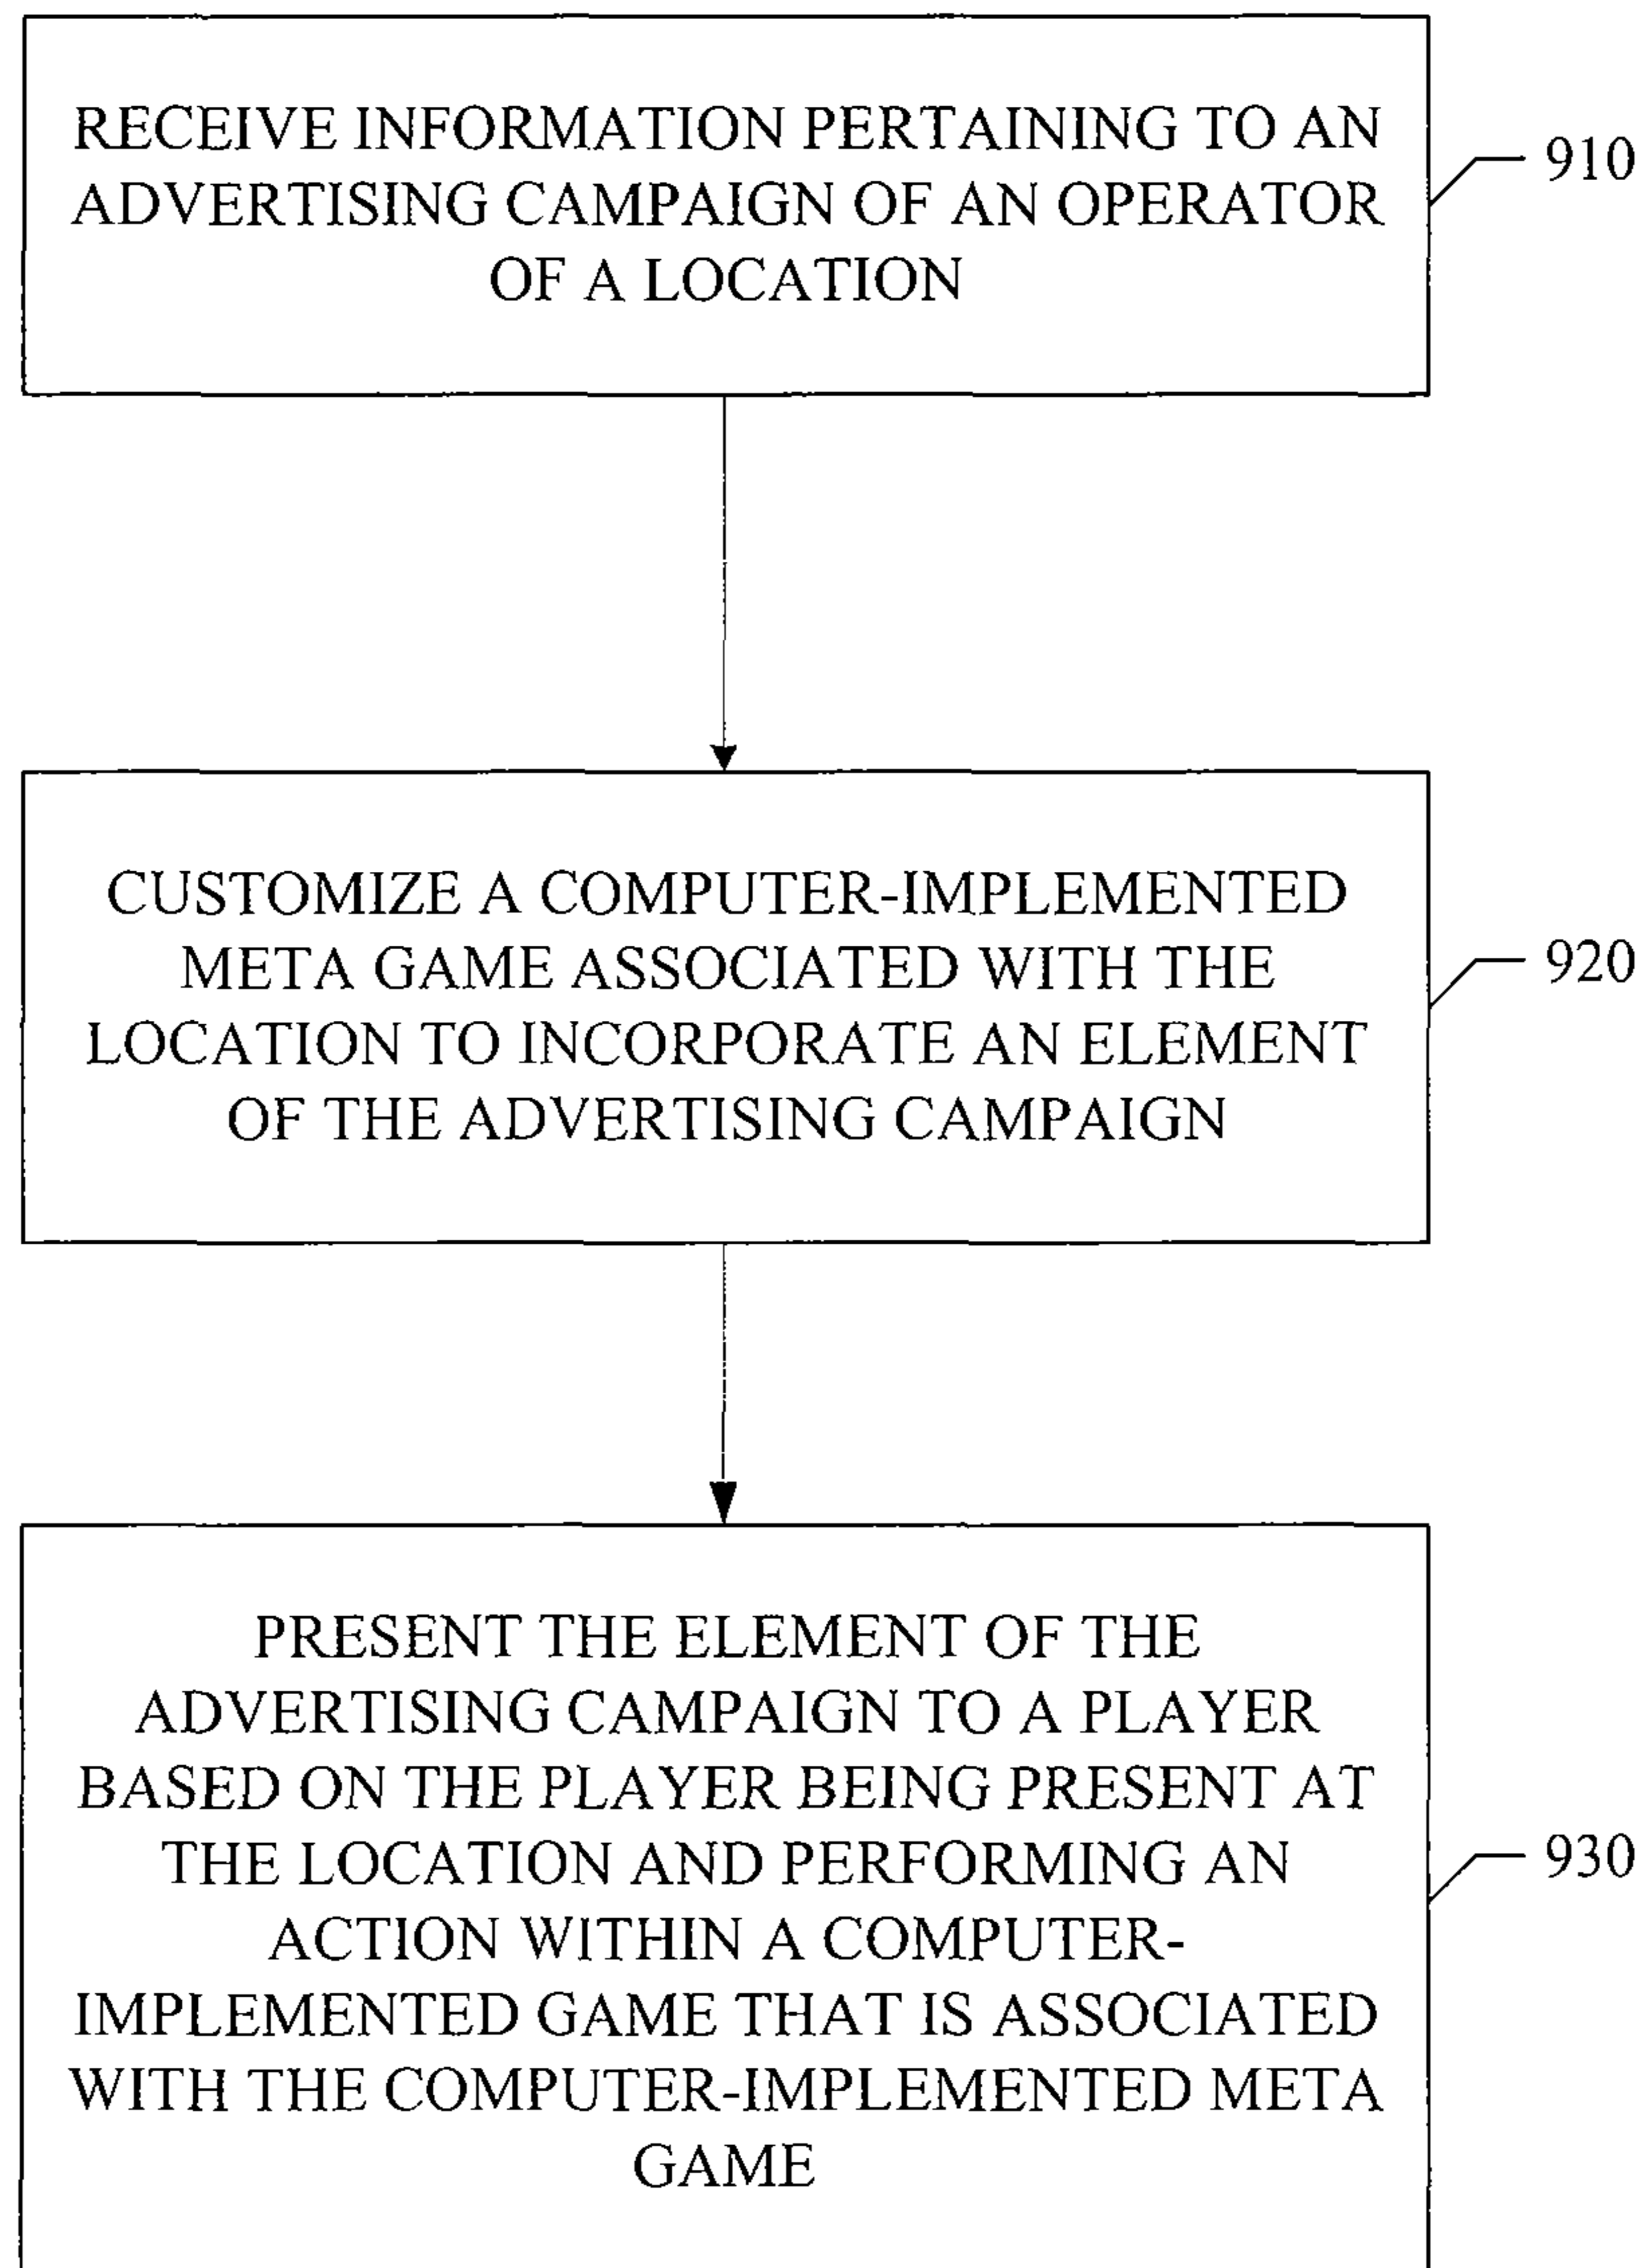 RECEIVE INFORMATION PERTAINING TO AN
ADVERTISING CAMPAIGN OF AN OPERATOR
OF A LOCATION
910
CUSTOMIZE A COMPUTER-IMPLEMENTED
META GAME ASSOCIATED WITH THE
LOCATION TO INCORPORATE AN ELEMENT
OF THE ADVERTISING CAMPAIGN
920
PRESENT THE ELEMENT OF THE
ADVERTISING CAMPAIGN TO A PLAYER
BASED ON THE PLAYER BEING PRESENT AT
THE LOCATION AND PERFORMING AN
ACTION WITHIN A COMPUTER-
IMPLEMENTED GAME THAT IS ASSOCIATED
WITH THE COMPUTER-IMPLEMENTED META
GAME
930